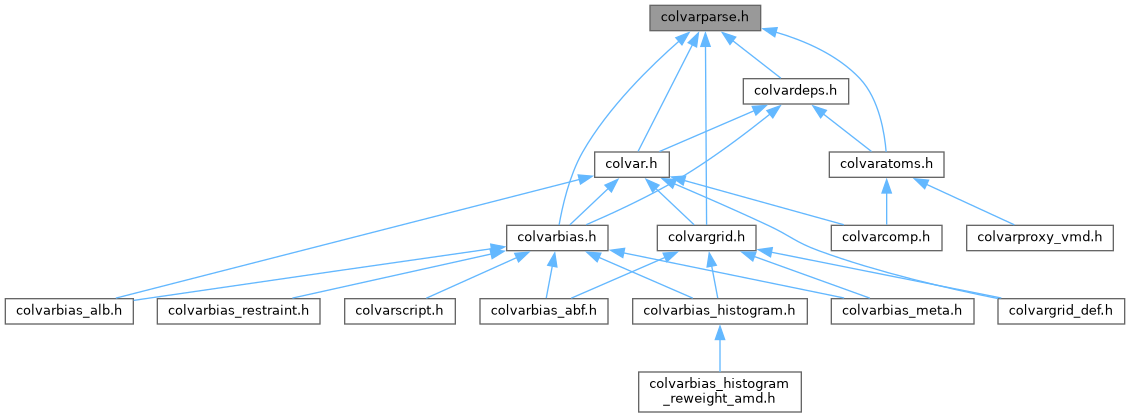 colvarparse.h
colvardeps.h
colvar.h
colvaratoms.h
colvarbias.h
colvargrid.h
colvarcomp.h
colvarproxy_vmd.h
colvarbias_alb.h
colvarbias_restraint.h
colvarscript.h
colvarbias_abf.h
colvarbias_histogram.h
colvarbias_meta.h
colvargrid_def.h
colvarbias_histogram
_reweight_amd.h